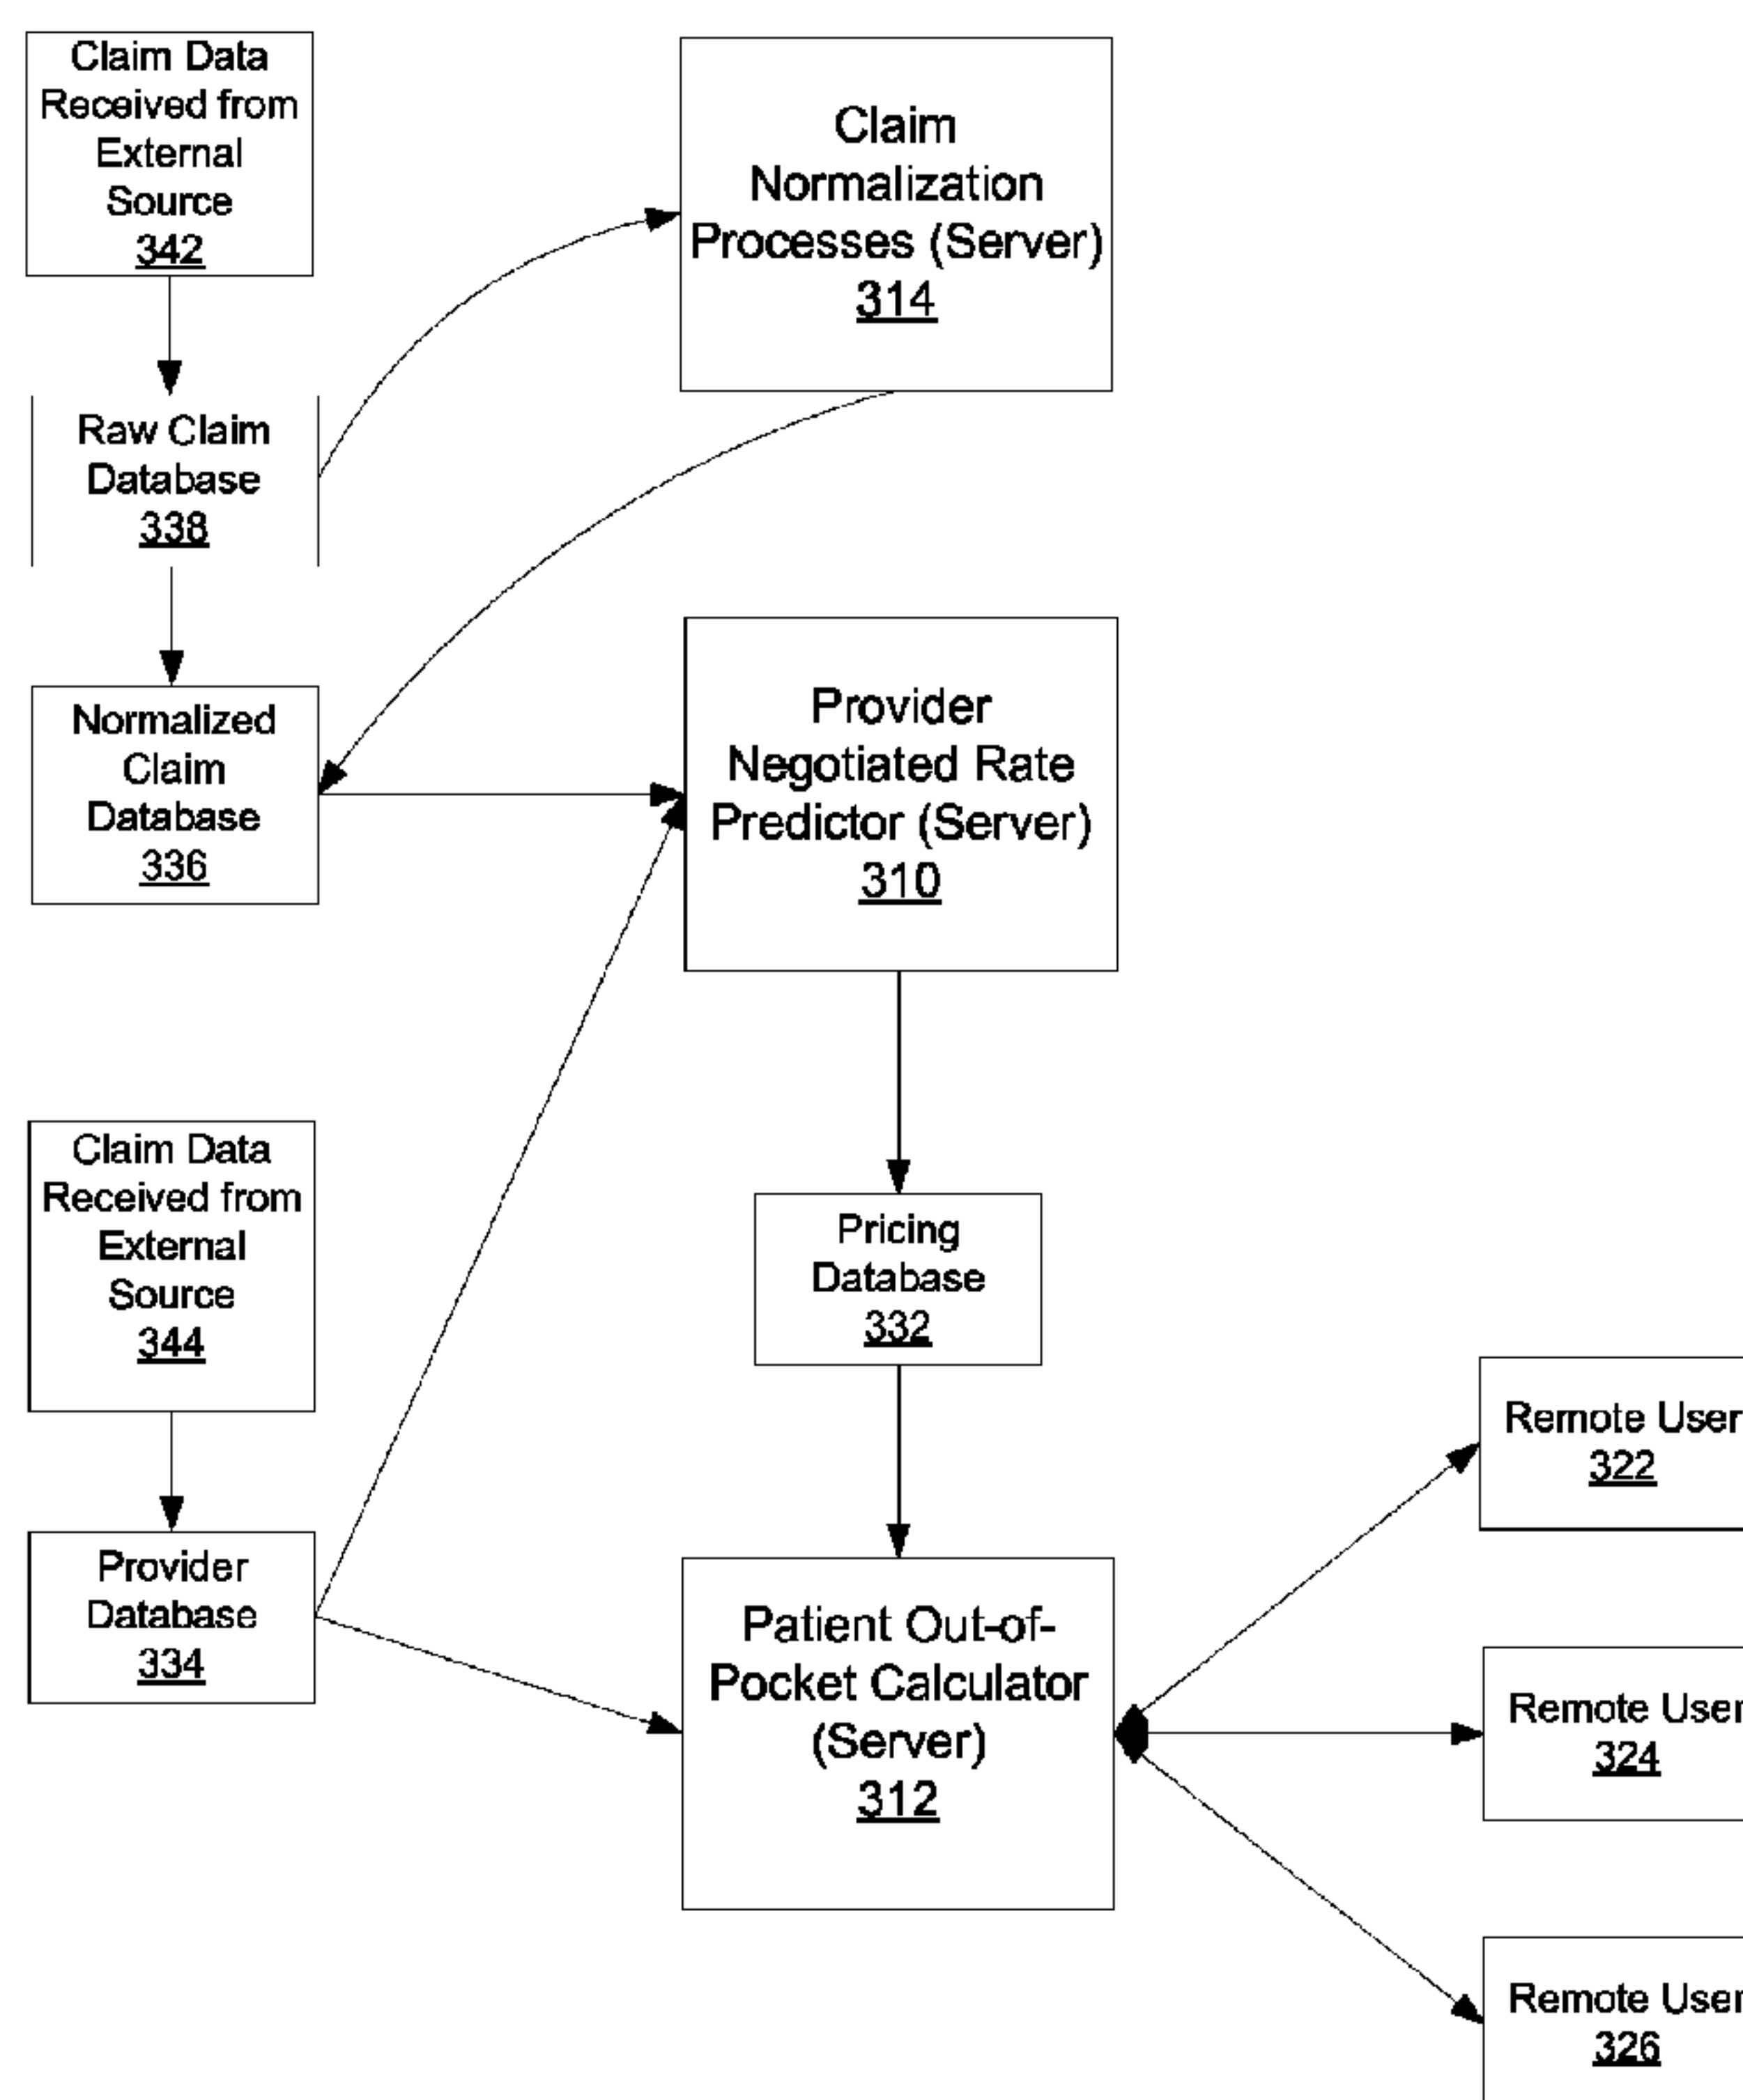 Claim Data
Received from
External
Source
342
Claim
Normalization
Processes (Server)
314
Raw Claim
Database
338
Normalized
Claim
Database
336
Provider
Negotiated Rate
Predictor (Server)
310
Claim Data
Received from
External
Source
344
Pricing
Database
332
Provider
Database
334
Patient Out-of-
Pocket Calculator
(Server)
312
Remote User
322
Remote User
324
Remote User
326